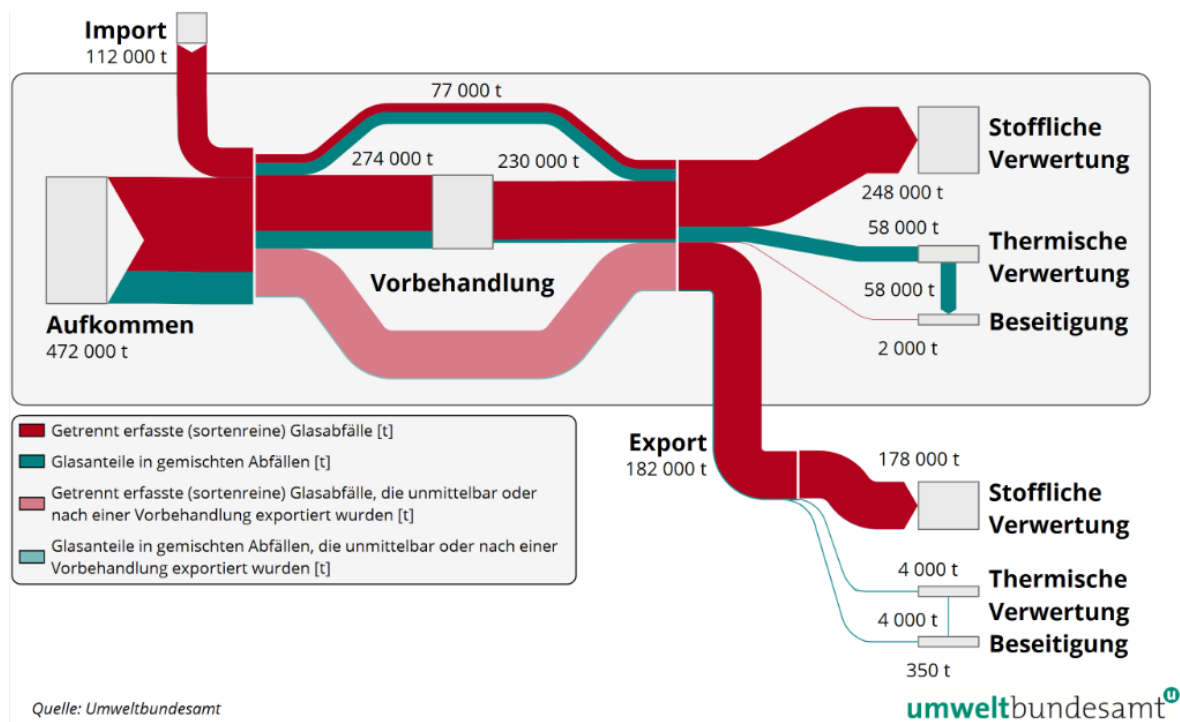 Import
112 000 t
77 000 t
274 000 t
230 000 t
Vorbehandlung
Aufkommen
472 000 t
Stoffliche
Verwertung
248 000 t
58 000 t
Thermische
Verwertung
58 000 t
Beseitigung
2 000 t
Getrennt erfasste (sortenreine) Glasabfälle [t]
Glasanteile in gemischten Abfällen [t]
Getrennt erfasste (sortenreine) Glasabfälle, die unmittelbar oder
nach einer Vorbehandlung exportiert wurden [t]
Glasanteile in gemischten Abfällen, die unmittelbar oder nach einer
Vorbehandlung exportiert wurden [t]
Export
182 000 t
178 000 t
Stoffliche
Verwertung
4 000 t
Thermische
Verwertung
4 000 t
Beseitigung
350 t
Quelle: Umweltbundesamt
umweltbundesamt u